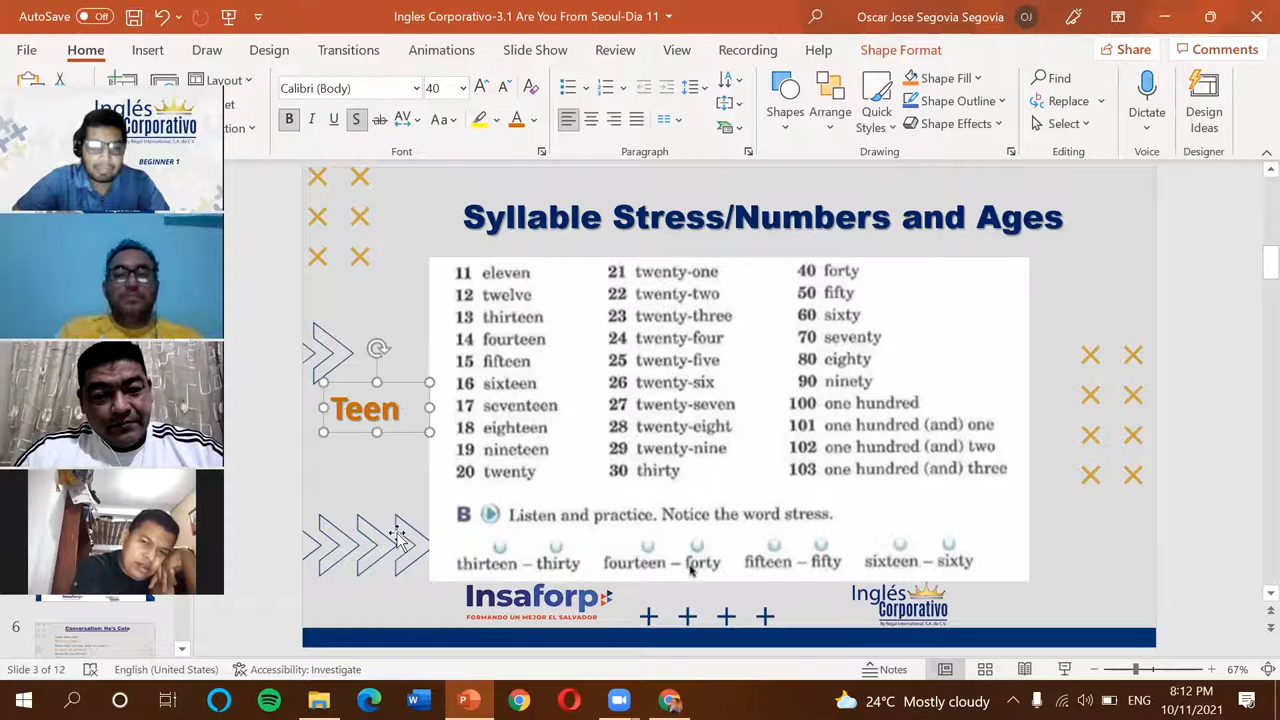 AutoSave Off
Ingles Corporativo-3.1 Are You From Seoul-Dia 11
Oscar Jose Segovia Segovia OJ
File Home Insert Draw Design Transitions Animations Slide Show Review View Recording Help Shape Format Share Comments
Layout
Calibri (Body) 40
Shapes Arrange Quick Styles
Shape Fill
Shape Outline
Shape Effects
Find
Replace
Select
Dictate
Design Ideas
Font Paragraph Drawing Editing Voice Designer
Inglés Corporativo
By Regal International, S.A. de C.V.
BEGINNER 1
Syllable Stress/Numbers and Ages
11 eleven 21 twenty-one 40 forty
12 twelve 22 twenty-two 50 fifty
13 thirteen 23 twenty-three 60 sixty
14 fourteen 24 twenty-four 70 seventy
15 fifteen 25 twenty-five 80 eighty
16 sixteen 26 twenty-six 90 ninety
17 seventeen 27 twenty-seven 100 one hundred
18 eighteen 28 twenty-eight 101 one hundred (and) one
19 nineteen 29 twenty-nine 102 one hundred (and) two
20 twenty 30 thirty 103 one hundred (and) three
Teen
B Listen and practice. Notice the word stress.
thirteen – thirty fourteen – forty fifteen – fifty sixteen – sixty
Insaforp
FORMANDO UN MEJOR EL SALVADOR
Inglés Corporativo
By Regal International, S.A. de C.V.
6
Conversation: He's Cute
Slide 3 of 12 English (United States) Accessibility: Investigate Notes 67%
24°C Mostly cloudy ENG 8:12 PM
10/11/2021